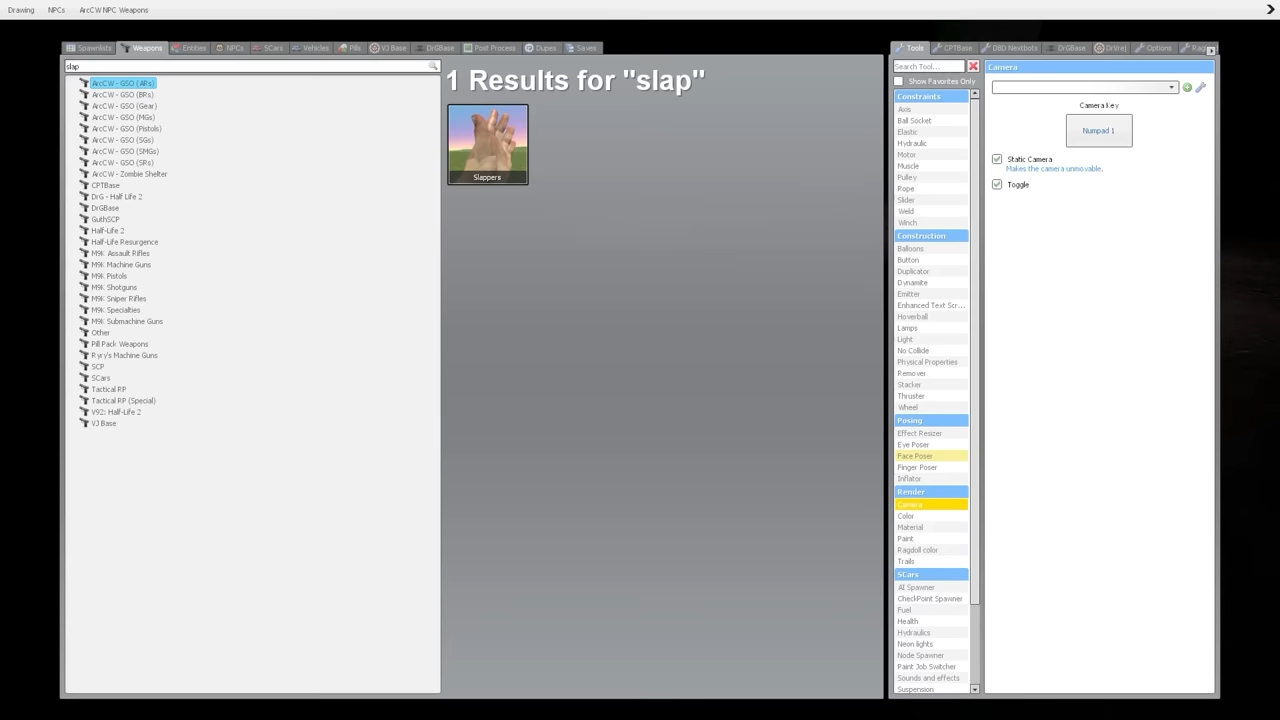 Drawing NPCs ArcCW NPC Weapons
Spawnlists Weapons Entities NPCs SCars Vehicles Pills VJ Base DrGBase Post Process Dupes Saves
slap
ArcCW - GSO (ARs)
ArcCW - GSO (BRs)
ArcCW - GSO (Gear)
ArcCW - GSO (MGs)
ArcCW - GSO (Pistols)
ArcCW - GSO (SGs)
ArcCW - GSO (SMGs)
ArcCW - GSO (SRs)
ArcCW - Zombie Shelter
CPTBase
DrG - Half Life 2
DrGBase
GuthSCP
Half-Life 2
Half-Life Resurgence
M9K Assault Rifles
M9K Machine Guns
M9K Pistols
M9K Shotguns
M9K Sniper Rifles
M9K Specialties
M9K Submachine Guns
Other
Pill Pack Weapons
Ryry's Machine Guns
SCP
SCars
Tactical RP
Tactical RP (Special)
V92: Half-Life 2
VJ Base
1 Results for "slap"
Slappers
Tools CPTBase DBD Nextbots DrGBase DrVrej Options
Search Tool...
Show Favorites Only
Constraints
Axis
Ball Socket
Elastic
Hydraulic
Motor
Muscle
Pulley
Rope
Slider
Weld
Winch
Construction
Balloons
Button
Duplicator
Dynamite
Emitter
Enhanced Text Scr...
Hoverball
Lamps
Light
No Collide
Physical Properties
Remover
Stacker
Thruster
Wheel
Posing
Effect Resizer
Eye Poser
Face Poser
Finger Poser
Inflator
Render
Camera
Color
Material
Paint
Ragdoll color
Trails
SCars
AI Spawner
CheckPoint Spawner
Fuel
Health
Hydraulics
Neon lights
Node Spawner
Paint Job Switcher
Sounds and effects
Suspension
Camera
Camera Key
Numpad 1
Static Camera
Makes the camera unmovable.
Toggle